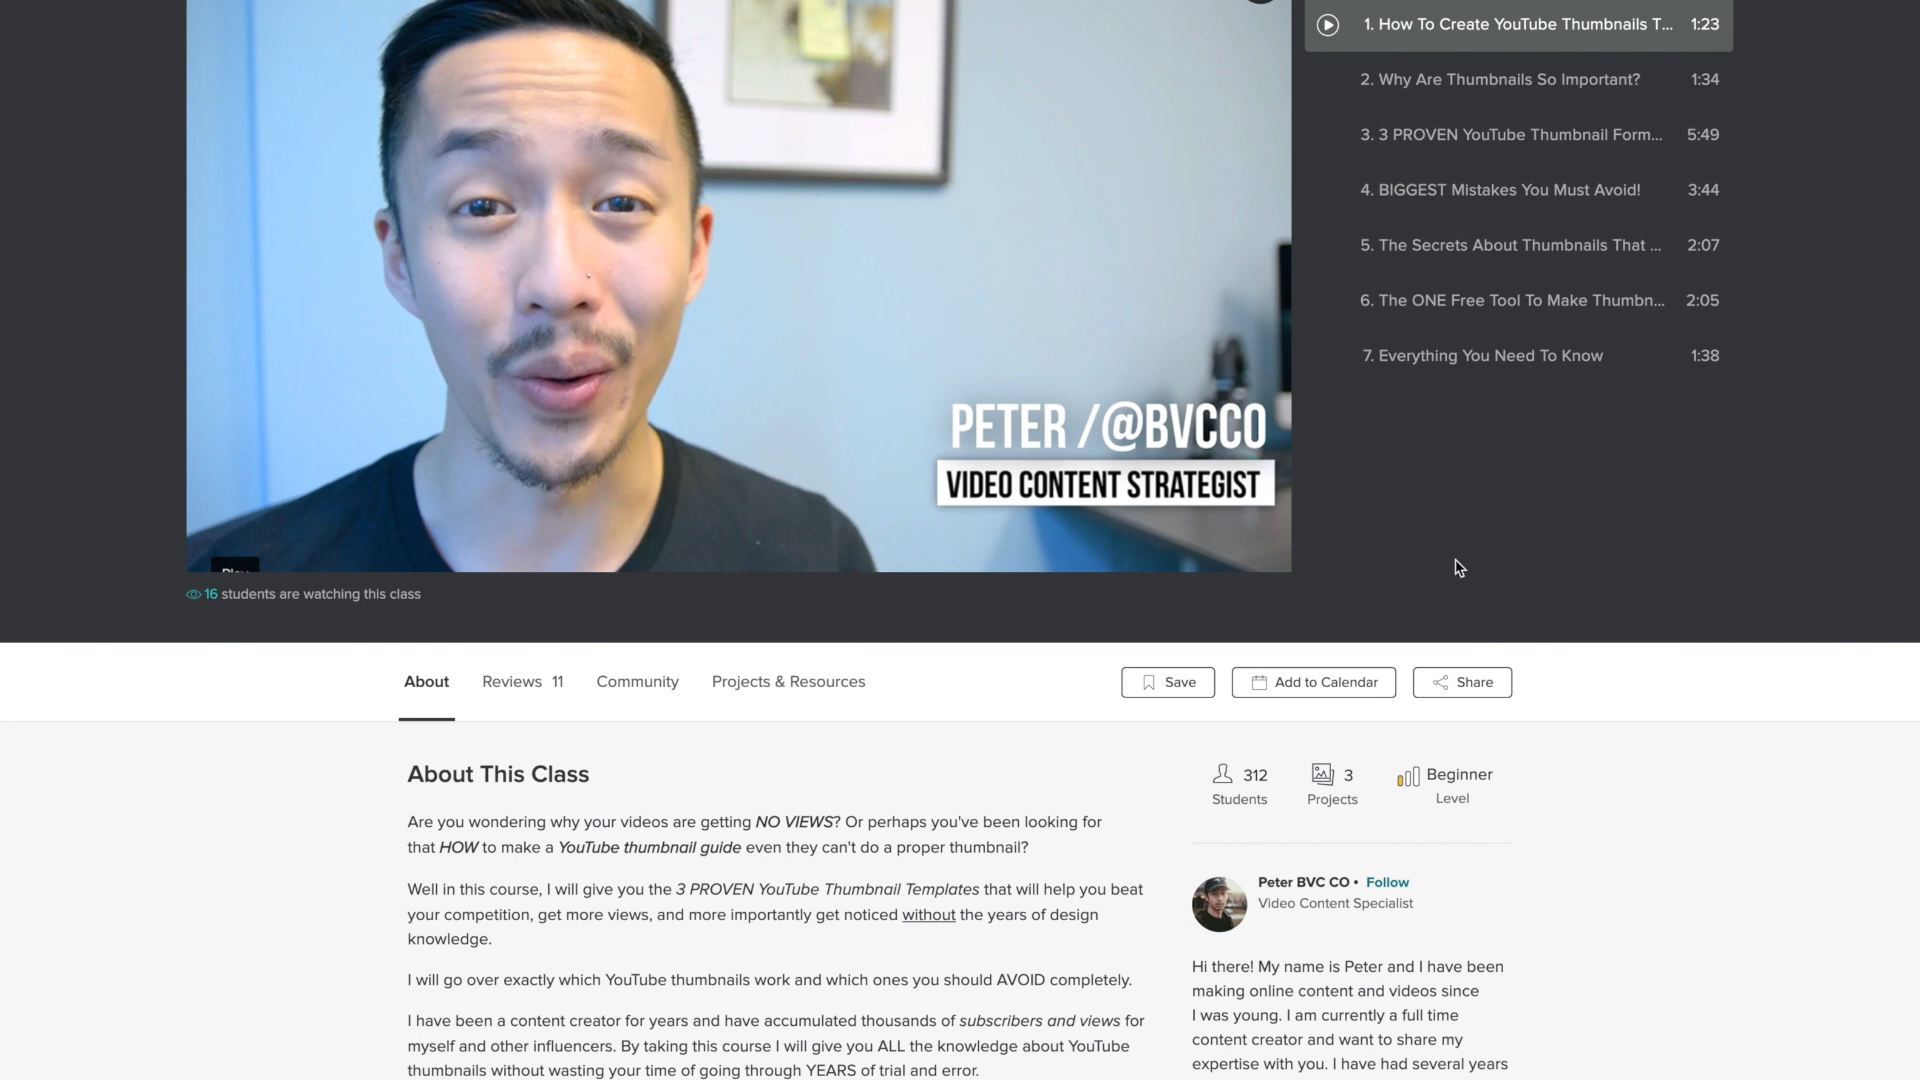 1. How To Create YouTube Thumbnails T... 1:23
2. Why Are Thumbnails So Important? 1:34
3. 3 PROVEN YouTube Thumbnail Form... 5:49
4. BIGGEST Mistakes You Must Avoid! 3:44
5. The Secrets About Thumbnails That ... 2:07
6. The ONE Free Tool To Make Thumbn... 2:05
7. Everything You Need To Know 1:38
PETER /@BVCCO
VIDEO CONTENT STRATEGIST
16 students are watching this class
About Reviews 11 Community Projects & Resources Save Add to Calendar Share
About This Class
Are you wondering why your videos are getting NO VIEWS? Or perhaps you've been looking for
that HOW to make a YouTube thumbnail guide even they can't do a proper thumbnail?
Well in this course, I will give you the 3 PROVEN YouTube Thumbnail Templates that will help you beat
your competition, get more views, and more importantly get noticed without the years of design
knowledge.
I will go over exactly which YouTube thumbnails work and which ones you should AVOID completely.
I have been a content creator for years and have accumulated thousands of subscribers and views for
myself and other influencers. By taking this course I will give you ALL the knowledge about YouTube
thumbnails without wasting your time of going through YEARS of trial and error.
312 3 Beginner
Students Projects Level
Peter BVC CO • Follow
Video Content Specialist
Hi there! My name is Peter and I have been
making online content and videos since
I was young. I am currently a full time
content creator and want to share my
expertise with you. I have had several years